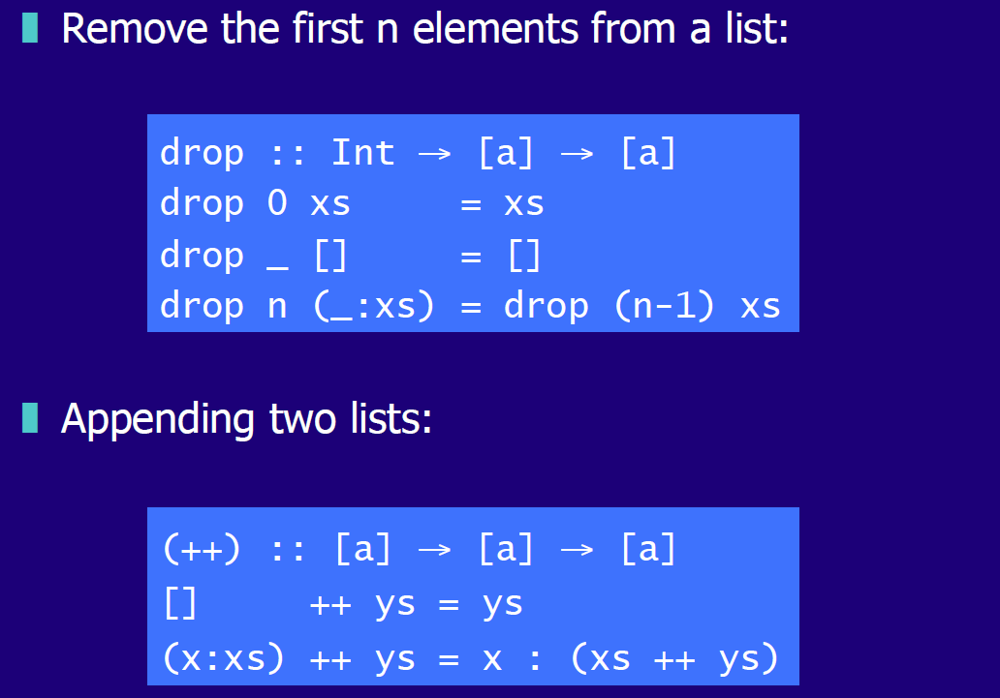 Remove the first n elements from a list:
drop :: Int → [a] → [a]
drop 0 xs     = xs
drop _ []     = []
drop n (_:xs) = drop (n-1) xs
Appending two lists:
(++) :: [a] → [a] → [a]
[]     ++ ys = ys
(x:xs) ++ ys = x : (xs ++ ys)